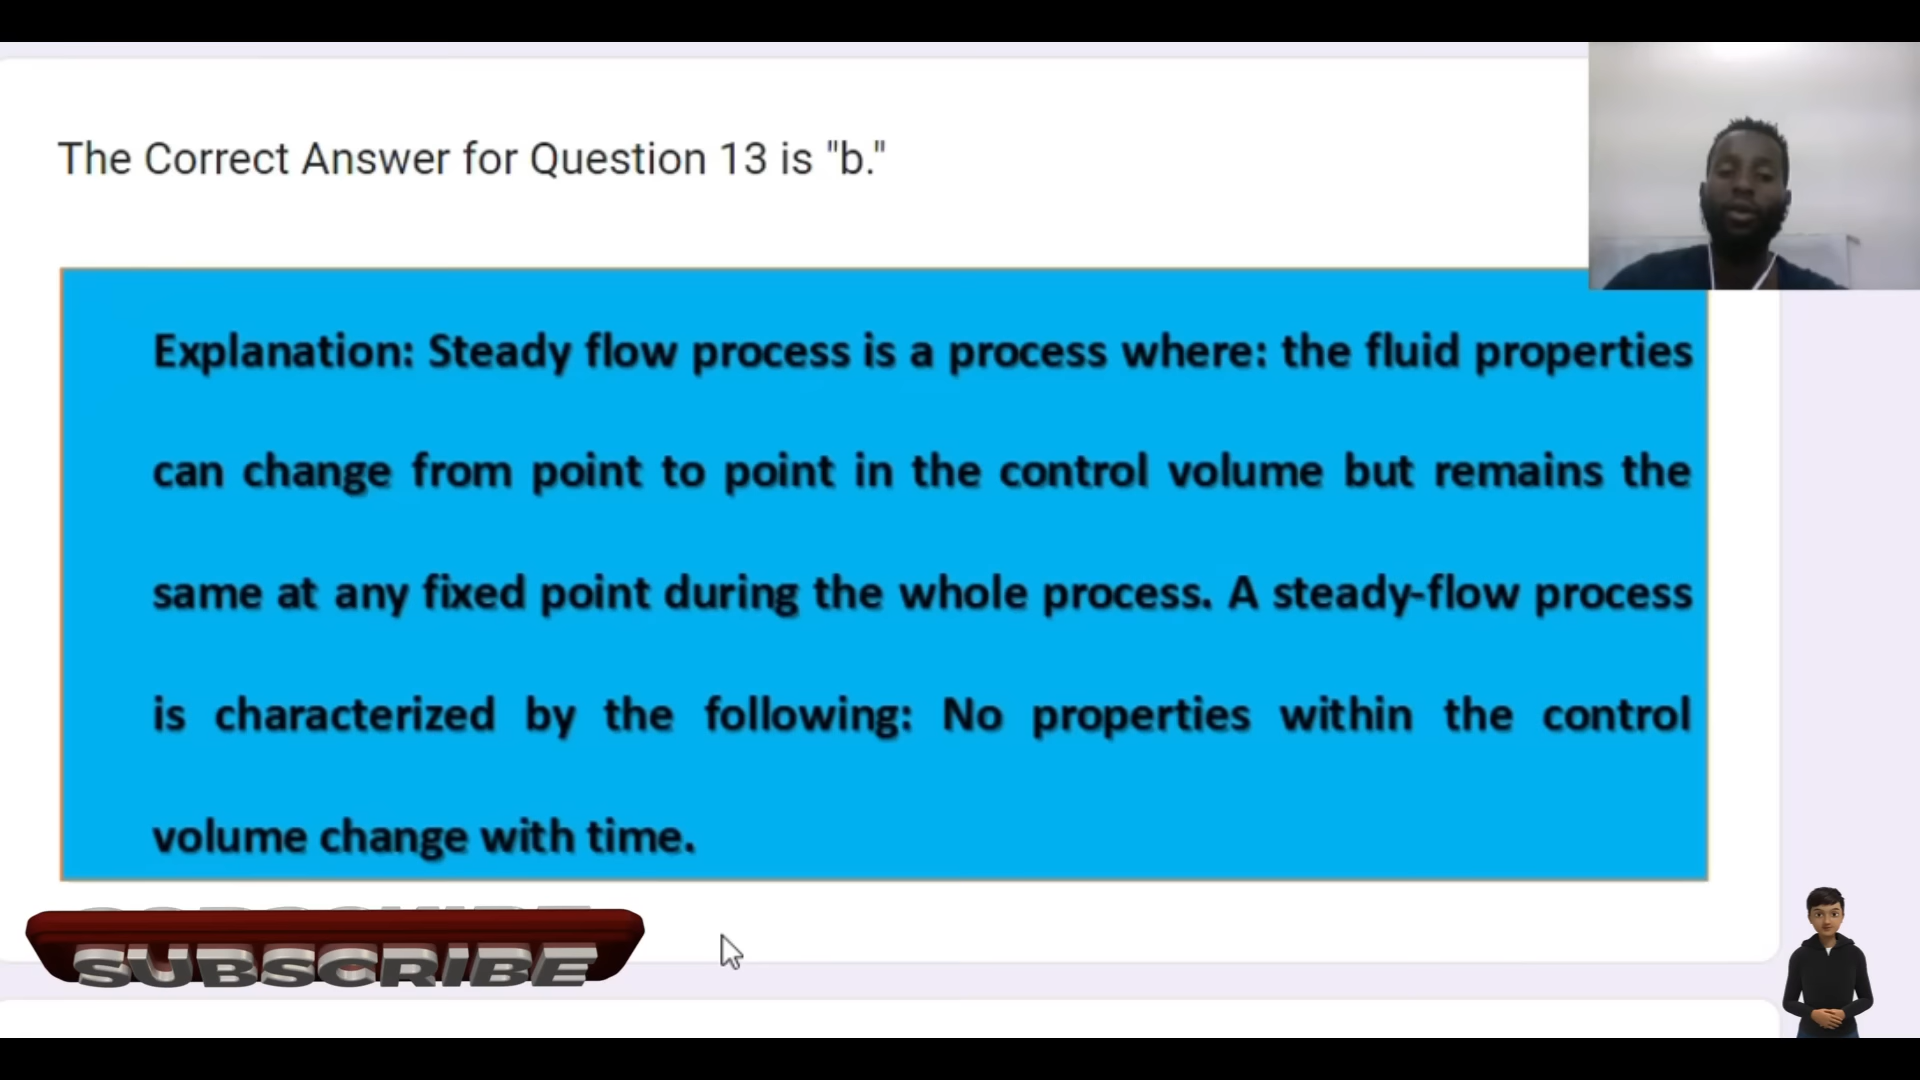 The Correct Answer for Question 13 is "b."
Explanation: Steady flow process is a process where: the fluid properties
can change from point to point in the control volume but remains the
same at any fixed point during the whole process. A steady-flow process
is characterized by the following: No properties within the control
volume change with time.
SUBSCRIBE